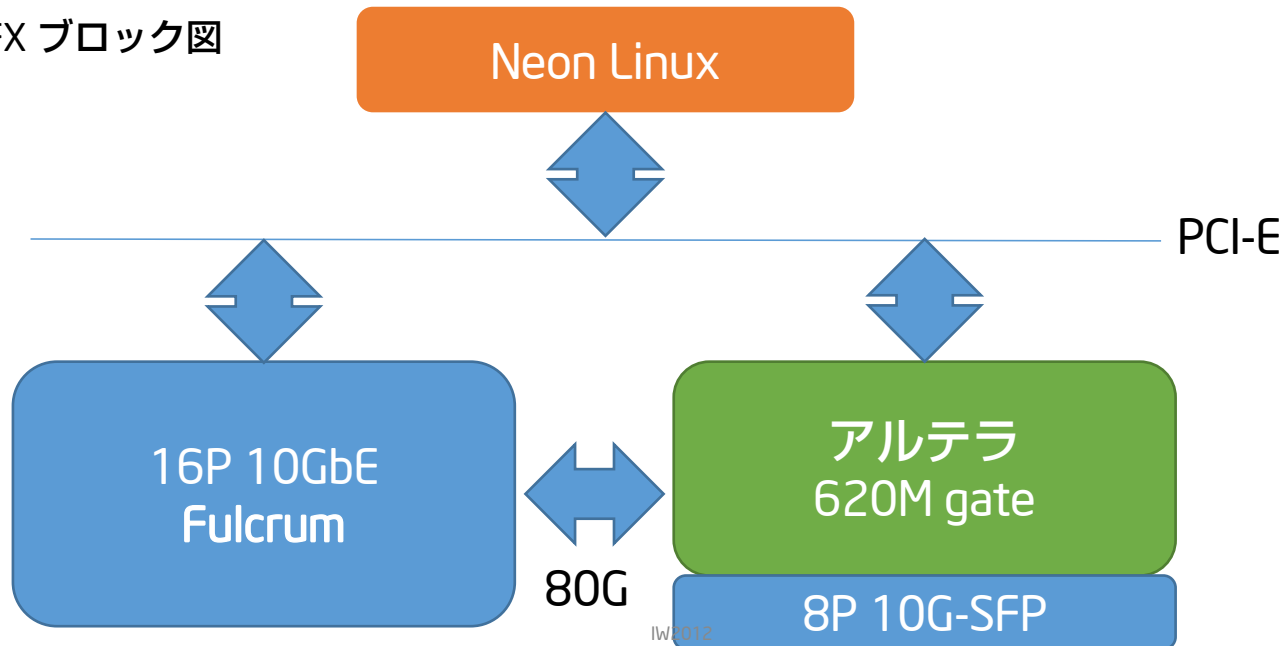 FX ブロック図
Neon Linux
PCI-E
16P 10GbE
Fulcrum
80G
アルテラ
620M gate
8P 10G-SFP
IW2012